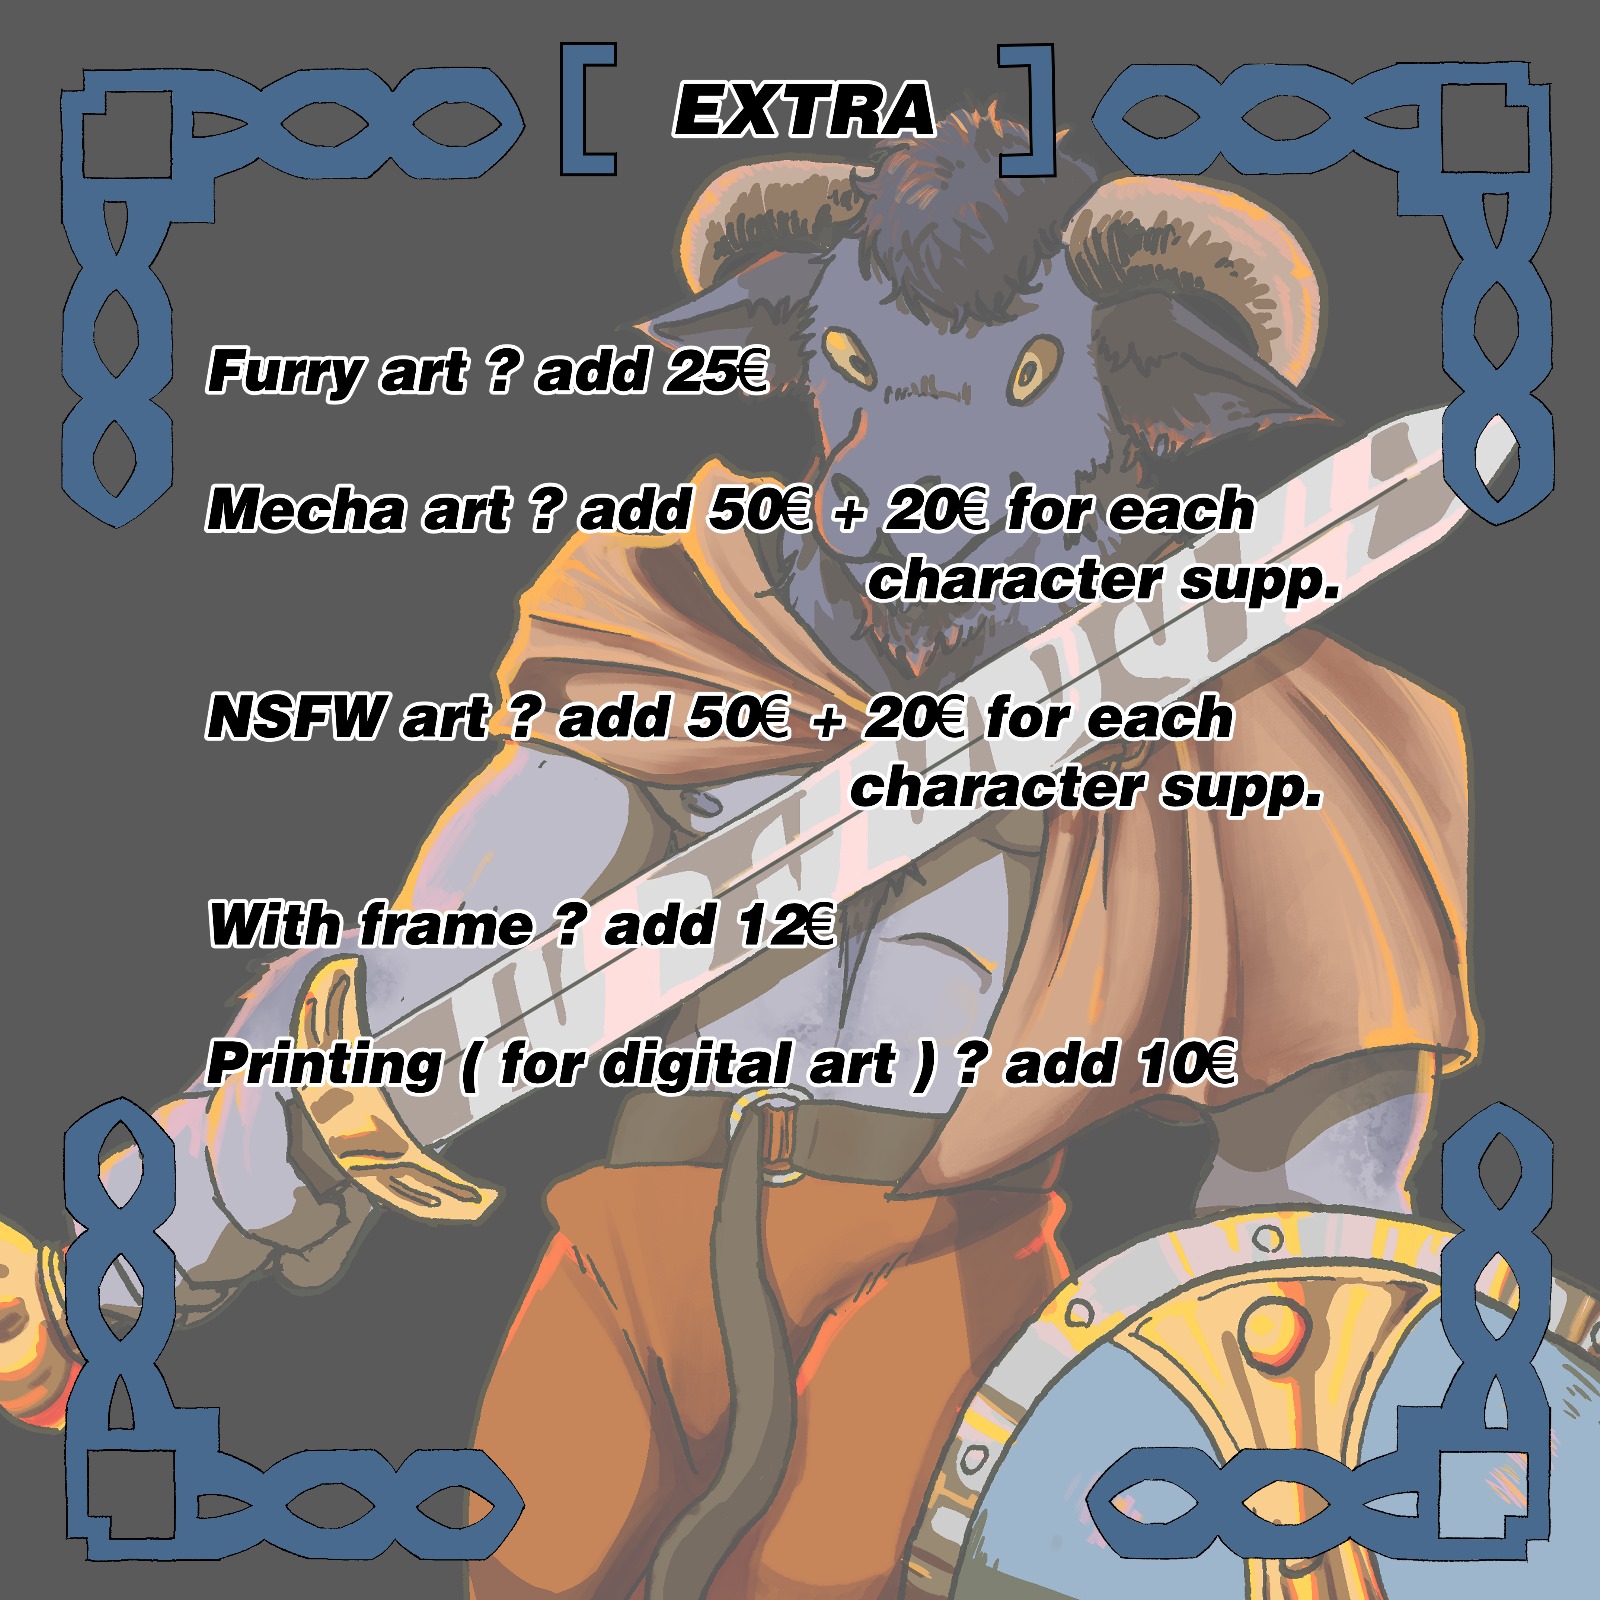 [ EXTRA ]
Furry art ? add 25€
Mecha art ? add 50€ + 20€ for each
character supp.
NSFW art ? add 50€ + 20€ for each
character supp.
With frame ? add 12€
Printing ( for digital art ) ? add 10€